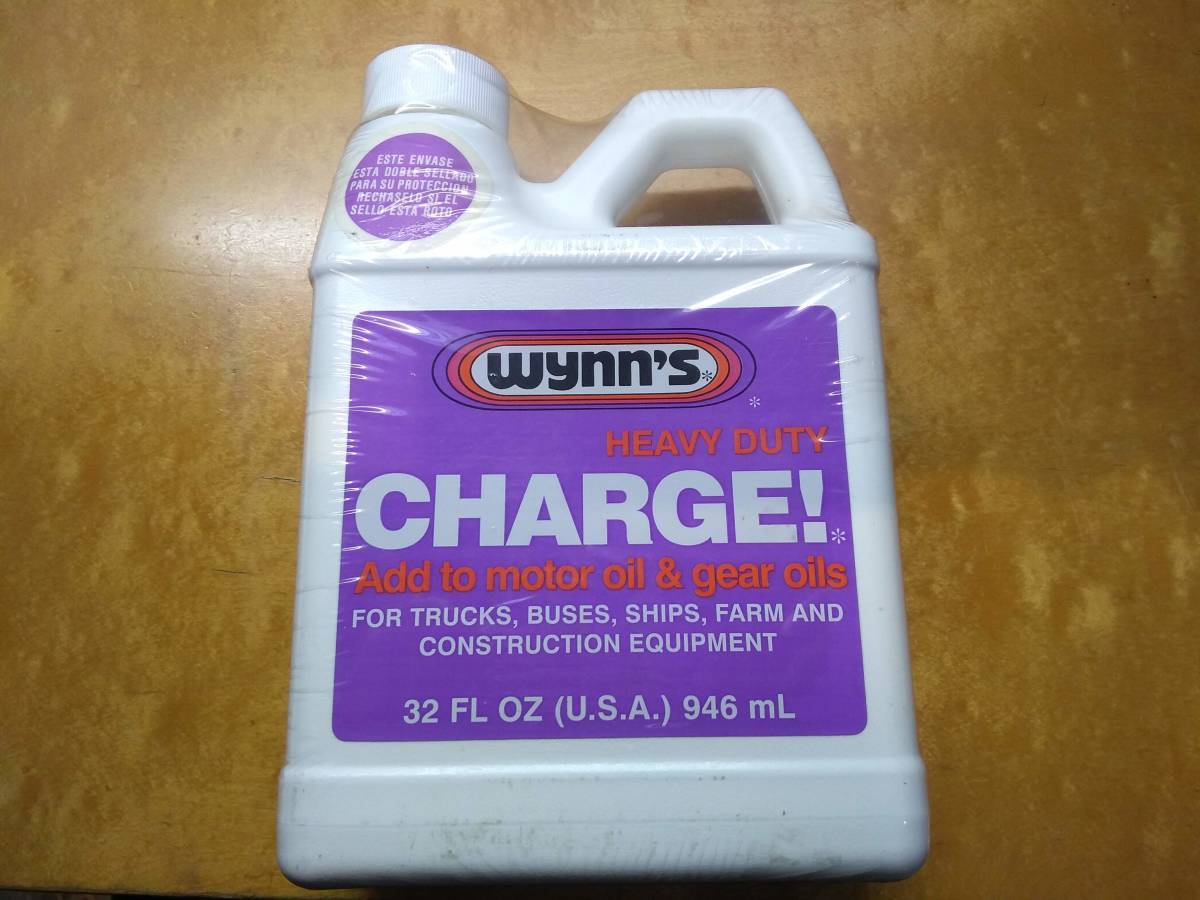 ESTE ENVASE
ESTA DOBLE SELLADO
PARA SU PROTECCION
RECHASELO SI EL
SELLO ESTA ROTO
wynn's*
*
HEAVY DUTY
CHARGE!*
Add to motor oil & gear oils
FOR TRUCKS, BUSES, SHIPS, FARM AND
CONSTRUCTION EQUIPMENT
32 FL OZ (U.S.A.) 946 mL